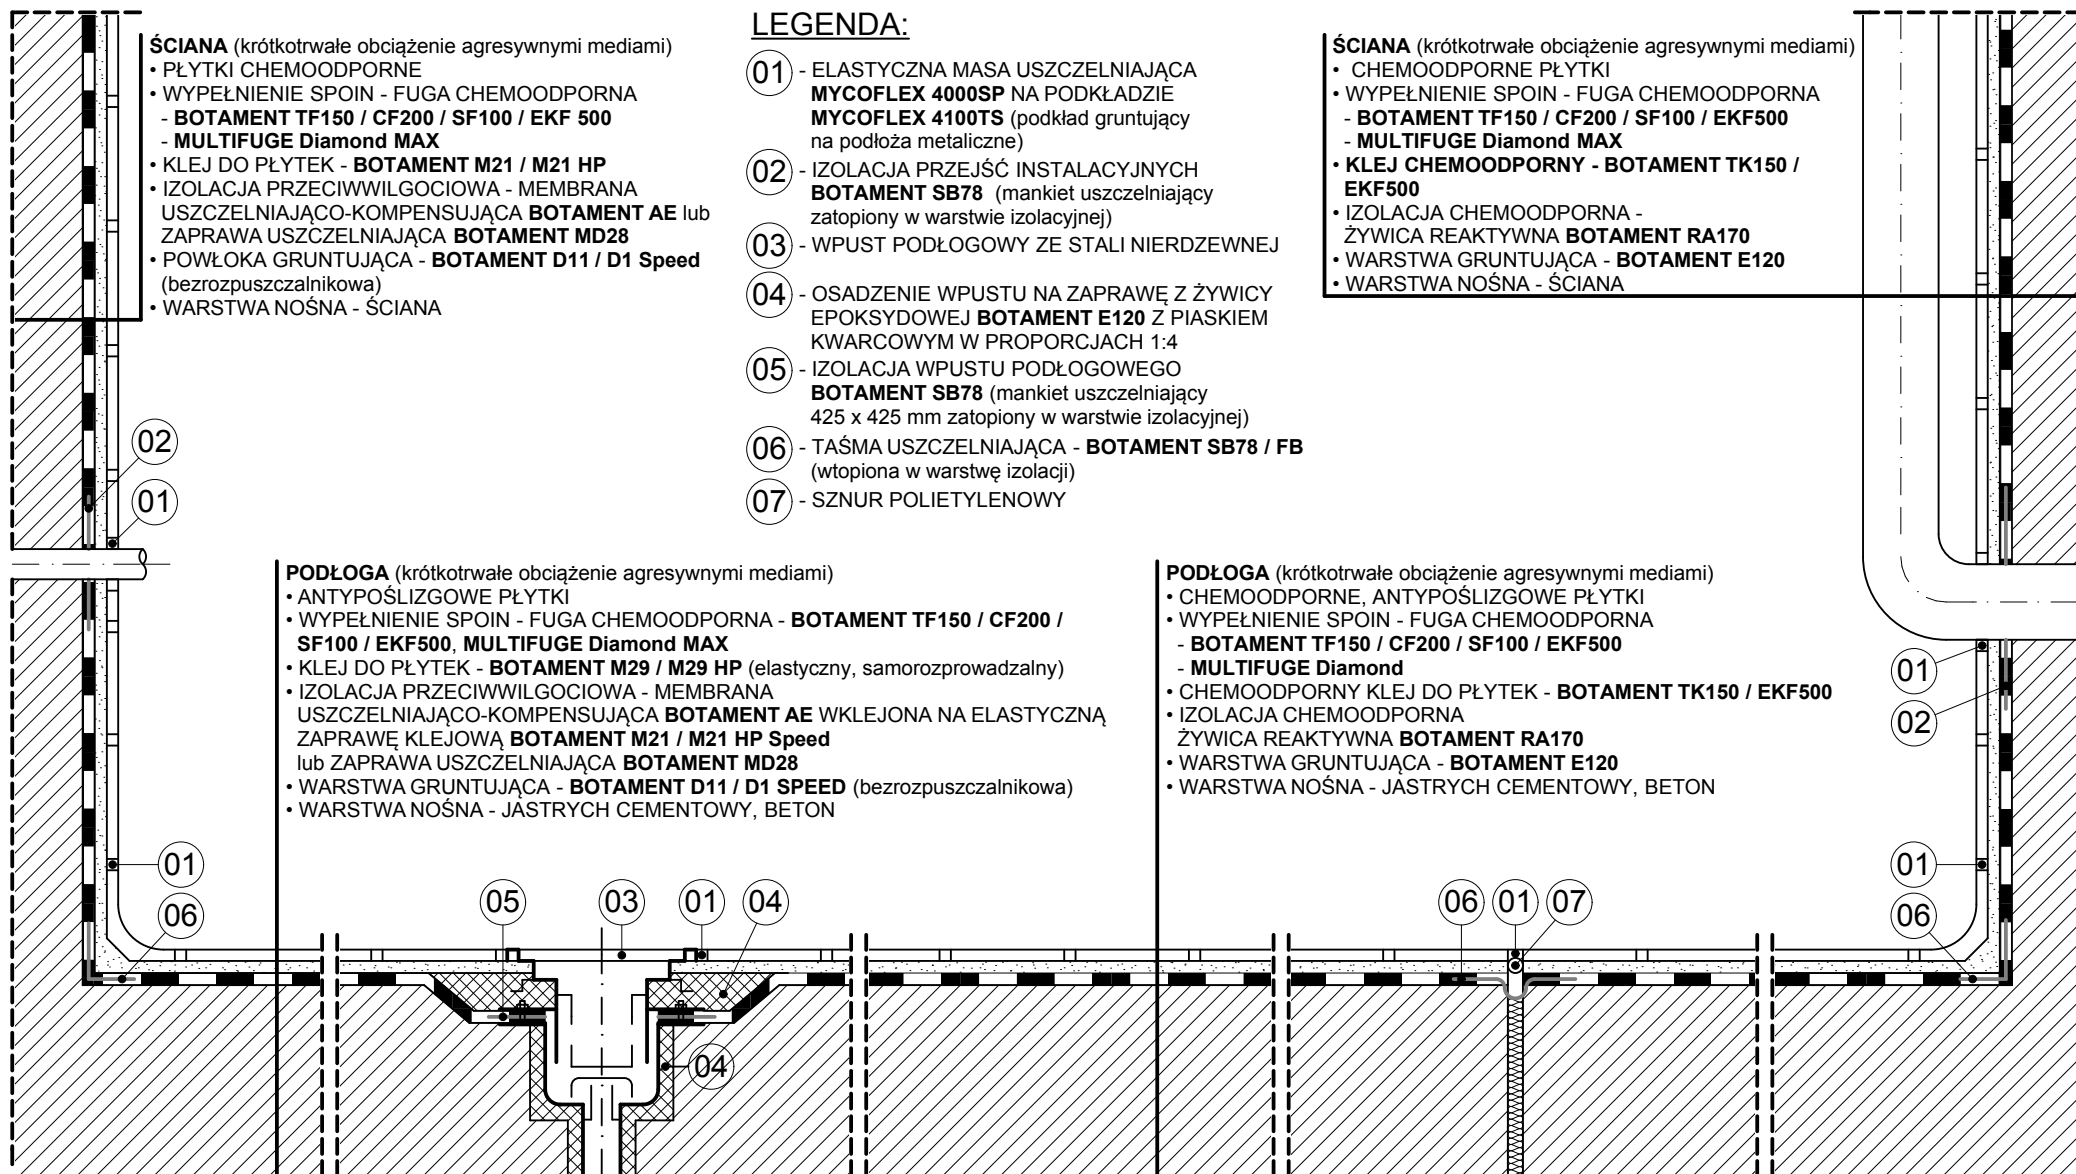 ŚCIANA (krótkotrwałe obciążenie agresywnymi mediami)
• PŁYTKI CHEMOODPORNE
• WYPEŁNIENIE SPOIN - FUGA CHEMOODPORNA
- BOTAMENT TF150 / CF200 / SF100 / EKF 500
- MULTIFUGE Diamond MAX
• KLEJ DO PŁYTEK - BOTAMENT M21 / M21 HP
• IZOLACJA PRZECIWWILGOCIOWA - MEMBRANA
USZCZELNIAJĄCO-KOMPENSUJĄCA BOTAMENT AE lub
ZAPRAWA USZCZELNIAJĄCA BOTAMENT MD28
• POWŁOKA GRUNTUJĄCA - BOTAMENT D11 / D1 Speed
(bezrozpuszczalnikowa)
• WARSTWA NOŚNA - ŚCIANA
LEGENDA:
01 - ELASTYCZNA MASA USZCZELNIAJĄCA
MYCOFLEX 4000SP NA PODKŁADZIE
MYCOFLEX 4100TS (podkład gruntujący
na podłoża metaliczne)
02 - IZOLACJA PRZEJŚĆ INSTALACYJNYCH
BOTAMENT SB78 (mankiet uszczelniający
zatopiony w warstwie izolacyjnej)
03 - WPUST PODŁOGOWY ZE STALI NIERDZEWNEJ
04 - OSADZENIE WPUSTU NA ZAPRAWĘ Z ŻYWICY
EPOKSYDOWEJ BOTAMENT E120 Z PIASKIEM
KWARCOWYM W PROPORCJACH 1:4
05 - IZOLACJA WPUSTU PODŁOGOWEGO
BOTAMENT SB78 (mankiet uszczelniający
425 x 425 mm zatopiony w warstwie izolacyjnej)
06 - TAŚMA USZCZELNIAJĄCA - BOTAMENT SB78 / FB
(wtopiona w warstwę izolacji)
07 - SZNUR POLIETYLENOWY
ŚCIANA (krótkotrwałe obciążenie agresywnymi mediami)
• CHEMOODPORNE PŁYTKI
• WYPEŁNIENIE SPOIN - FUGA CHEMOODPORNA
- BOTAMENT TF150 / CF200 / SF100 / EKF500
- MULTIFUGE Diamond MAX
• KLEJ CHEMOODPORNY - BOTAMENT TK150 /
EKF500
• IZOLACJA CHEMOODPORNA -
ŻYWICA REAKTYWNA BOTAMENT RA170
• WARSTWA GRUNTUJĄCA - BOTAMENT E120
• WARSTWA NOŚNA - ŚCIANA
02
01
PODŁOGA (krótkotrwałe obciążenie agresywnymi mediami)
• ANTYPOŚLIZGOWE PŁYTKI
• WYPEŁNIENIE SPOIN - FUGA CHEMOODPORNA - BOTAMENT TF150 / CF200 /
SF100 / EKF500, MULTIFUGE Diamond MAX
• KLEJ DO PŁYTEK - BOTAMENT M29 / M29 HP (elastyczny, samorozprowadzalny)
• IZOLACJA PRZECIWWILGOCIOWA - MEMBRANA
USZCZELNIAJĄCO-KOMPENSUJĄCA BOTAMENT AE WKLEJONA NA ELASTYCZNĄ
ZAPRAWĘ KLEJOWĄ BOTAMENT M21 / M21 HP Speed
lub ZAPRAWA USZCZELNIAJĄCA BOTAMENT MD28
• WARSTWA GRUNTUJĄCA - BOTAMENT D11 / D1 SPEED (bezrozpuszczalnikowa)
• WARSTWA NOŚNA - JASTRYCH CEMENTOWY, BETON
PODŁOGA (krótkotrwałe obciążenie agresywnymi mediami)
• CHEMOODPORNE, ANTYPOŚLIZGOWE PŁYTKI
• WYPEŁNIENIE SPOIN - FUGA CHEMOODPORNA
- BOTAMENT TF150 / CF200 / SF100 / EKF500
- MULTIFUGE Diamond
• CHEMOODPORNY KLEJ DO PŁYTEK - BOTAMENT TK150 / EKF500
• IZOLACJA CHEMOODPORNA
ŻYWICA REAKTYWNA BOTAMENT RA170
• WARSTWA GRUNTUJĄCA - BOTAMENT E120
• WARSTWA NOŚNA - JASTRYCH CEMENTOWY, BETON
01
02
01
06
05 03 01 04
04
06 01 07
01
06